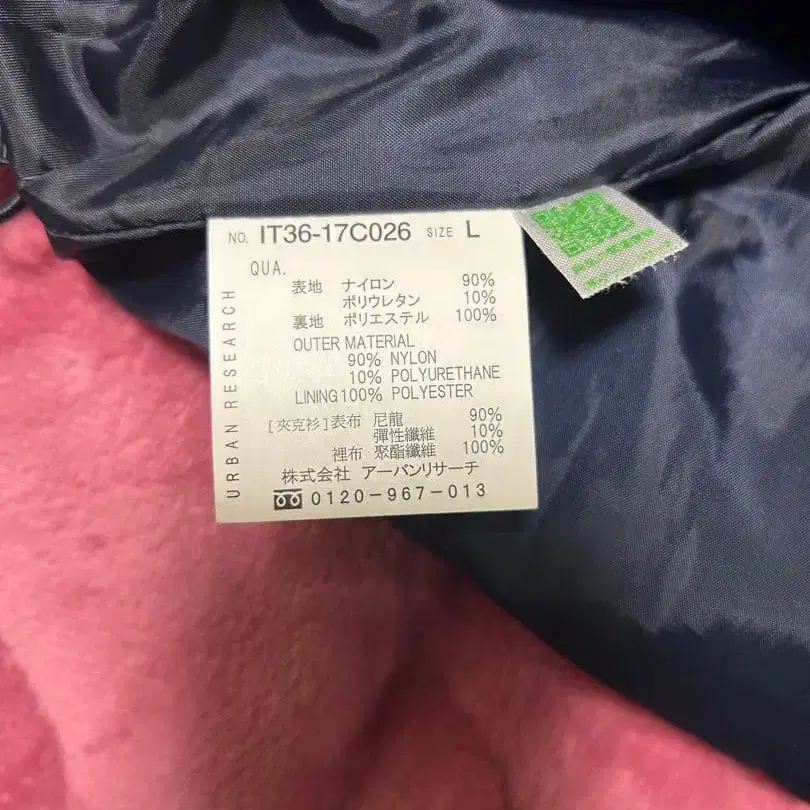 NO. IT36-17C026 SIZE L
QUA.
表地 ナイロン 90%
ポリウレタン 10%
裏地 ポリエステル 100%
OUTER MATERIAL
90% NYLON
10% POLYURETHANE
LINING100% POLYESTER
[夾克衫]表布 尼龍 90%
彈性纖維 10%
裡布 聚酯纖維 100%
株式会社 アーバンリサーチ
0120-967-013
URBAN RESEARCH